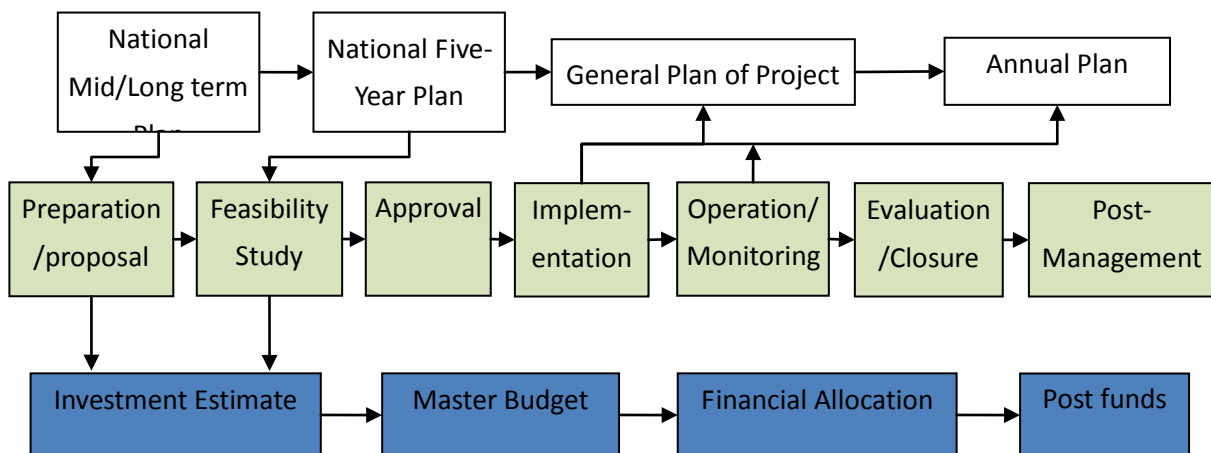 National
Mid/Long term
Plan
National Five-
Year Plan
General Plan of Project
Annual Plan
Preparation
/proposal
Feasibility
Study
Approval
Implem-
entation
Operation/
Monitoring
Evaluation
/Closure
Post-
Management
Investment Estimate
Master Budget
Financial Allocation
Post funds